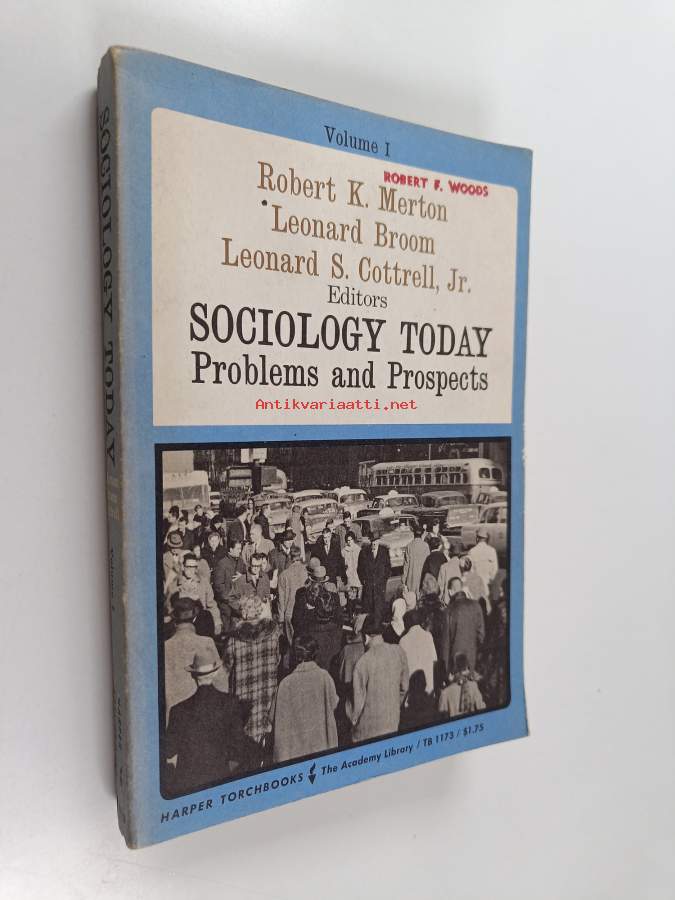 Volume I
ROBERT F. WOODS
Robert K. Merton
Leonard Broom
Leonard S. Cottrell, Jr.
Editors
SOCIOLOGY TODAY
Problems and Prospects
Antikvariaatti.net
HARPER TORCHBOOKS The Academy Library / TB 1173 / $1.75
SOCIOLOGY TODAY